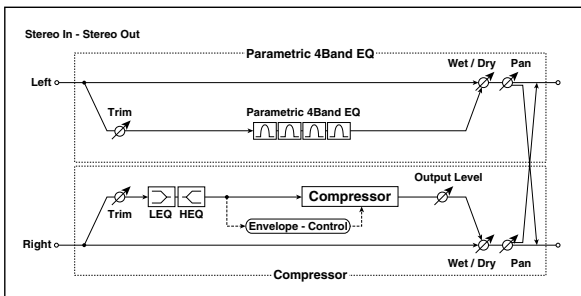 Stereo In - Stereo Out
Parametric 4Band EQ
Wet / Dry
Pan
Left
Trim
Parametric 4Band EQ
Output Level
Compressor
Trim
LEQ
HEQ
Envelope - Control
Right
Wet / Dry
Pan
Compressor